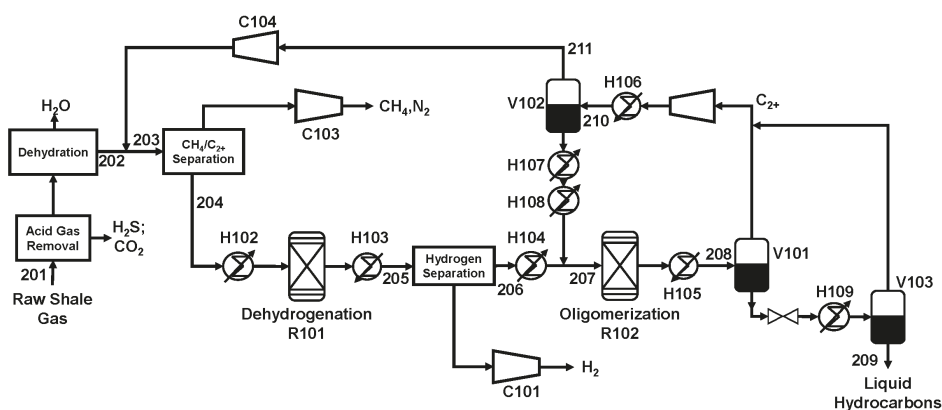 C104
211
H106
C₂₊
V102
210
H₂O
CH₄,N₂
C103
203
Dehydration
202
CH₄/C₂₊
Separation
H107
204
H108
Acid Gas
Removal
H₂S;
CO₂
201
Raw Shale
Gas
H102
H103
205
Hydrogen
Separation
H104
206
207
208
V101
H105
H109
V103
Dehydrogenation
R101
Oligomerization
R102
C101
H₂
209
Liquid
Hydrocarbons